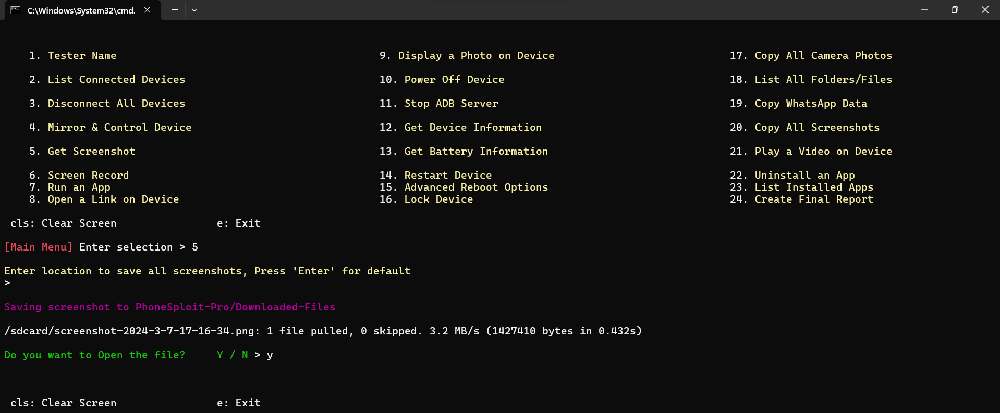 C:\Windows\System32\cmd.
1. Tester Name 9. Display a Photo on Device 17. Copy All Camera Photos
2. List Connected Devices 10. Power Off Device 18. List All Folders/Files
3. Disconnect All Devices 11. Stop ADB Server 19. Copy WhatsApp Data
4. Mirror & Control Device 12. Get Device Information 20. Copy All Screenshots
5. Get Screenshot 13. Get Battery Information 21. Play a Video on Device
6. Screen Record 14. Restart Device 22. Uninstall an App
7. Run an App 15. Advanced Reboot Options 23. List Installed Apps
8. Open a Link on Device 16. Lock Device 24. Create Final Report
cls: Clear Screen e: Exit
[Main Menu] Enter selection > 5
Enter location to save all screenshots, Press 'Enter' for default
>
Saving screenshot to PhoneSploit-Pro/Downloaded-Files
/sdcard/screenshot-2024-3-7-17-16-34.png: 1 file pulled, 0 skipped. 3.2 MB/s (1427410 bytes in 0.432s)
Do you want to Open the file? Y / N > y
cls: Clear Screen e: Exit